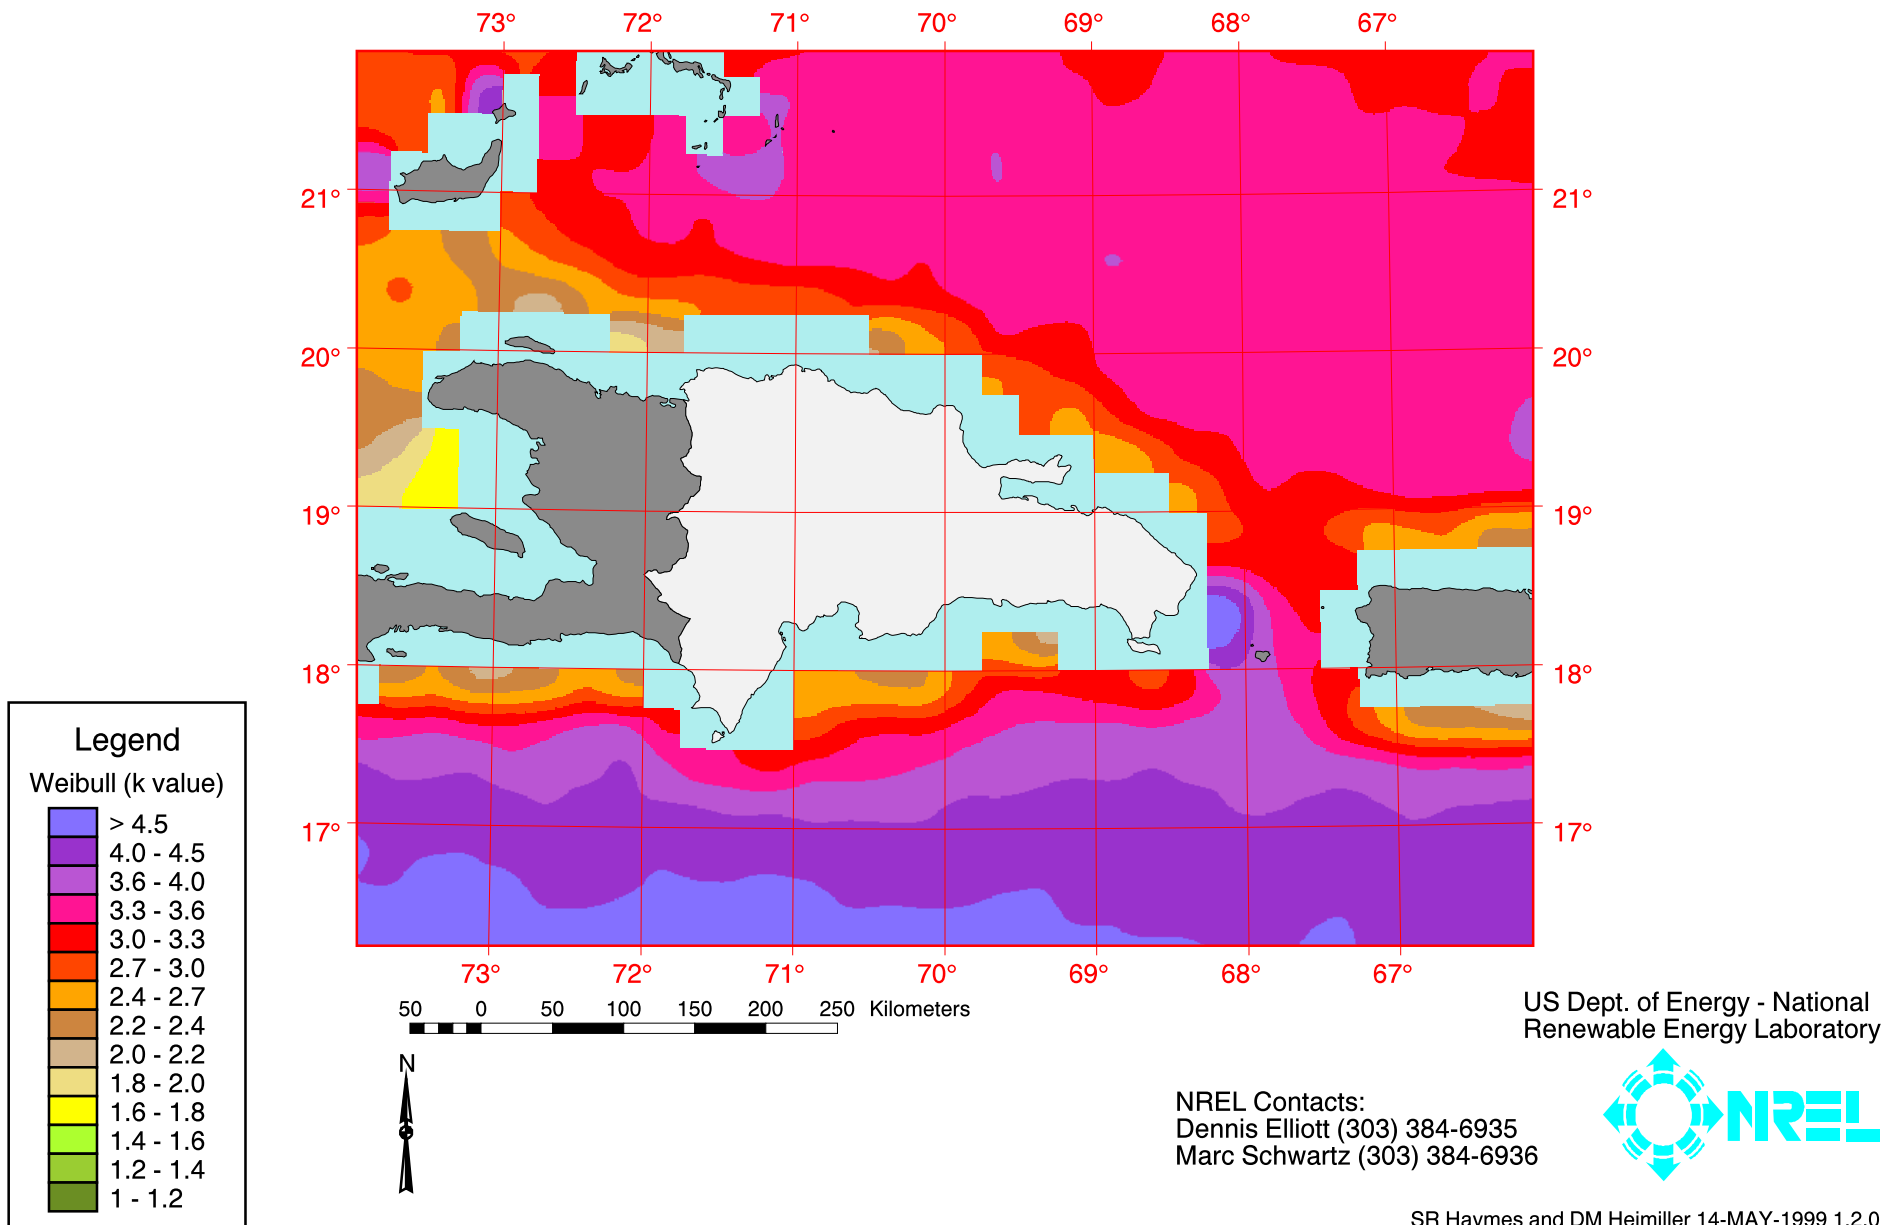 73° 72° 71° 70° 69° 68° 67°
21° 21°
20° 20°
19° 19°
18° 18°
17° 17°
73° 72° 71° 70° 69° 68° 67°
Legend
Weibull (k value)
> 4.5
4.0 - 4.5
3.6 - 4.0
3.3 - 3.6
3.0 - 3.3
2.7 - 3.0
2.4 - 2.7
2.2 - 2.4
2.0 - 2.2
1.8 - 2.0
1.6 - 1.8
1.4 - 1.6
1.2 - 1.4
1 - 1.2
50 0 50 100 150 200 250 Kilometers
N
US Dept. of Energy - National
Renewable Energy Laboratory
NREL Contacts:
Dennis Elliott (303) 384-6935
Marc Schwartz (303) 384-6936
NREL
SR Haymes and DM Heimiller 14-MAY-1999 1.2.0